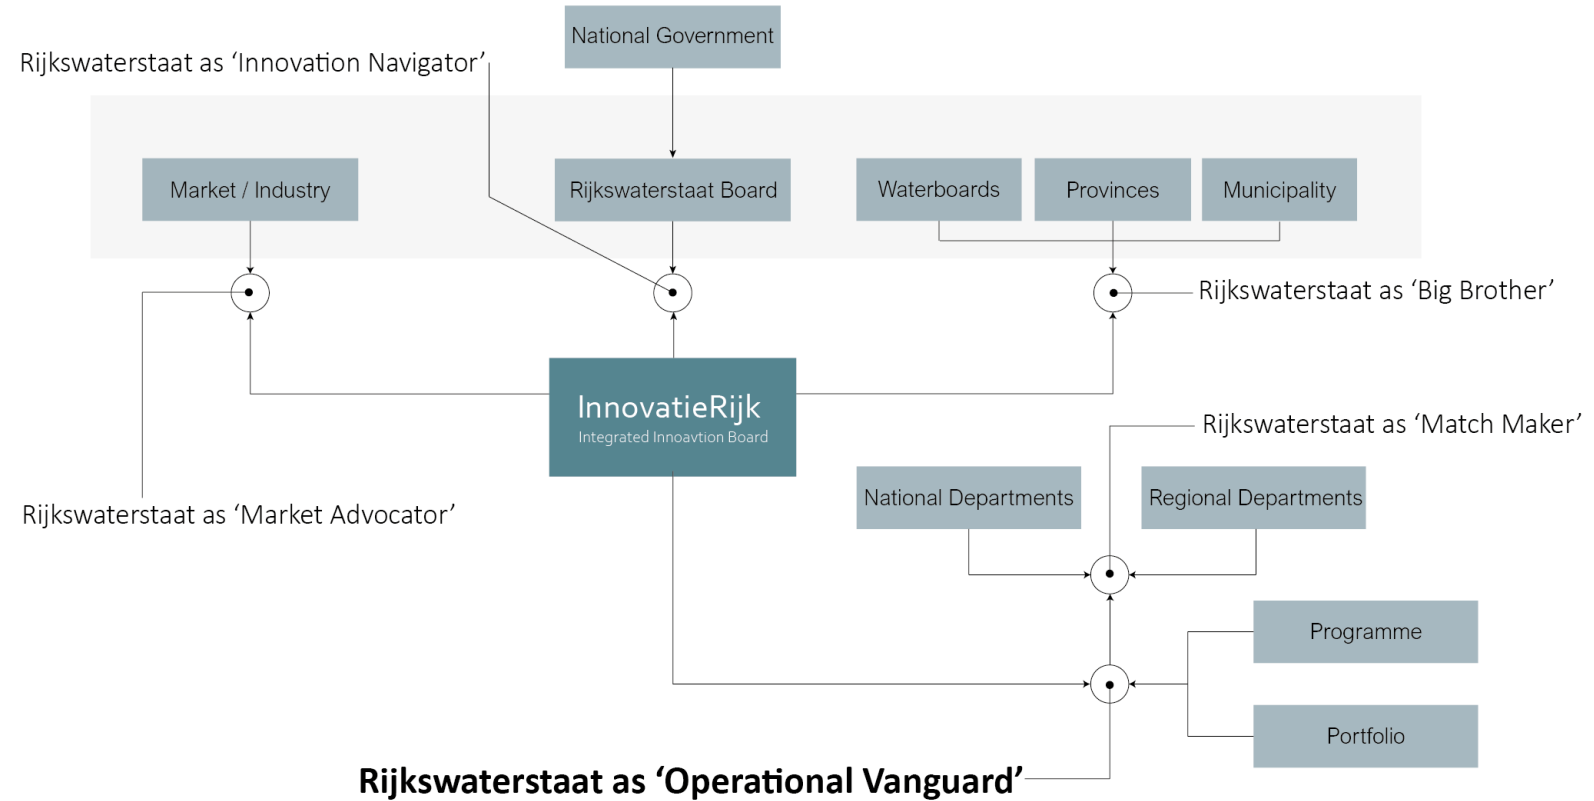 National Government
Rijkswaterstaat as ‘Innovation Navigator’
Market / Industry
Rijkswaterstaat Board
Waterboards
Provinces
Municipality
Rijkswaterstaat as ‘Big Brother’
InnovatieRijk
Integrated Innoavtion Board
Rijkswaterstaat as ‘Match Maker’
National Departments
Regional Departments
Rijkswaterstaat as ‘Market Advocator’
Programme
Portfolio
Rijkswaterstaat as ‘Operational Vanguard’